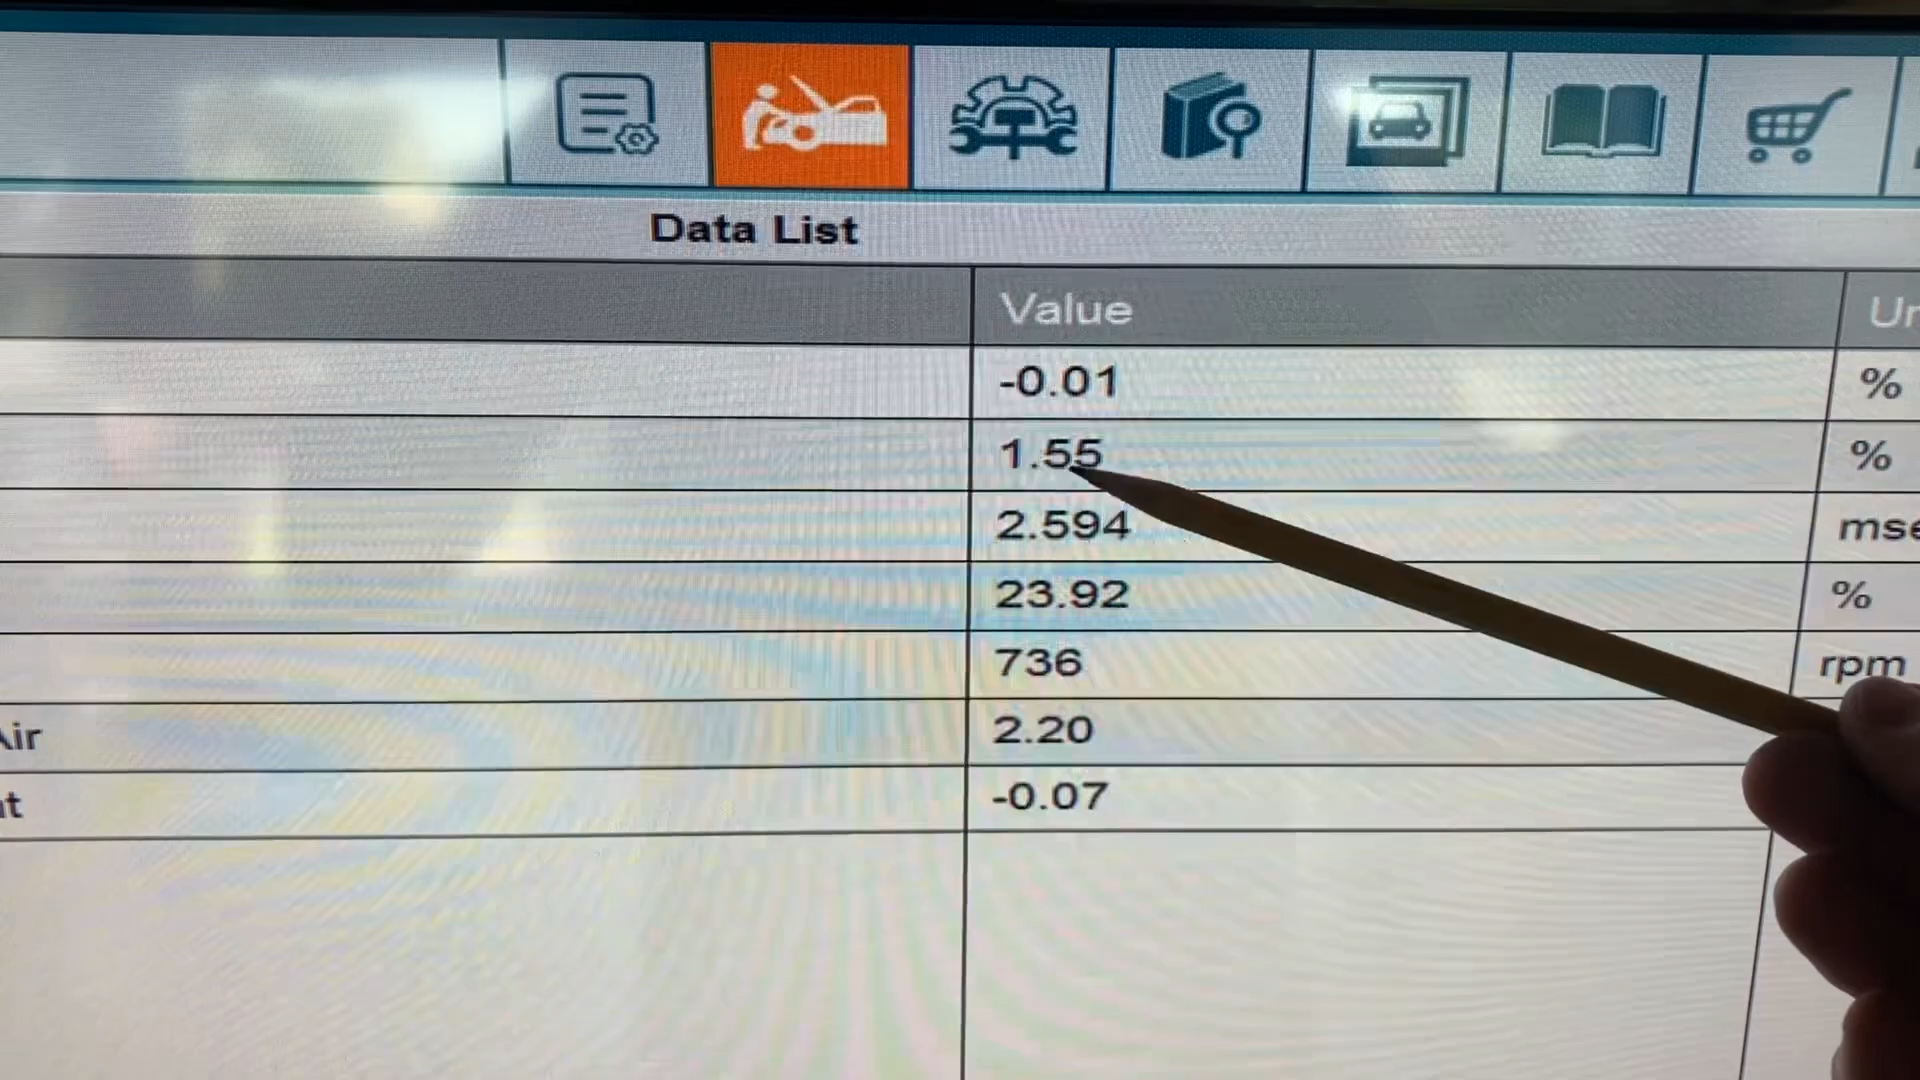 Data List
Value
-0.01 %
1.55 %
2.594
23.92 %
736 rpm
2.20
-0.07